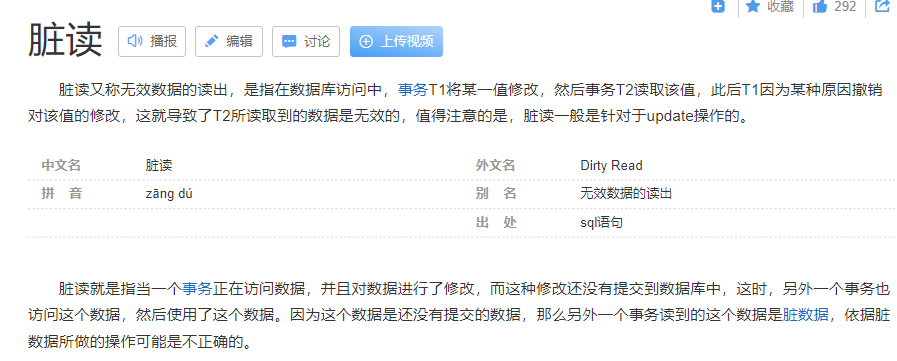 收藏 292
脏读 播报 编辑 讨论 上传视频
脏读又称无效数据的读出，是指在数据库访问中，事务T1将某一值修改，然后事务T2读取该值，此后T1因为某种原因撤销
对该值的修改，这就导致了T2所读取到的数据是无效的，值得注意的是，脏读一般是针对于update操作的。
中文名 脏读 外文名 Dirty Read
拼 音 zāng dú 别 名 无效数据的读出
出 处 sql语句
脏读就是指当一个事务正在访问数据，并且对数据进行了修改，而这种修改还没有提交到数据库中，这时，另外一个事务也
访问这个数据，然后使用了这个数据。因为这个数据是还没有提交的数据，那么另外一个事务读到的这个数据是脏数据，依据脏
数据所做的操作可能是不正确的。